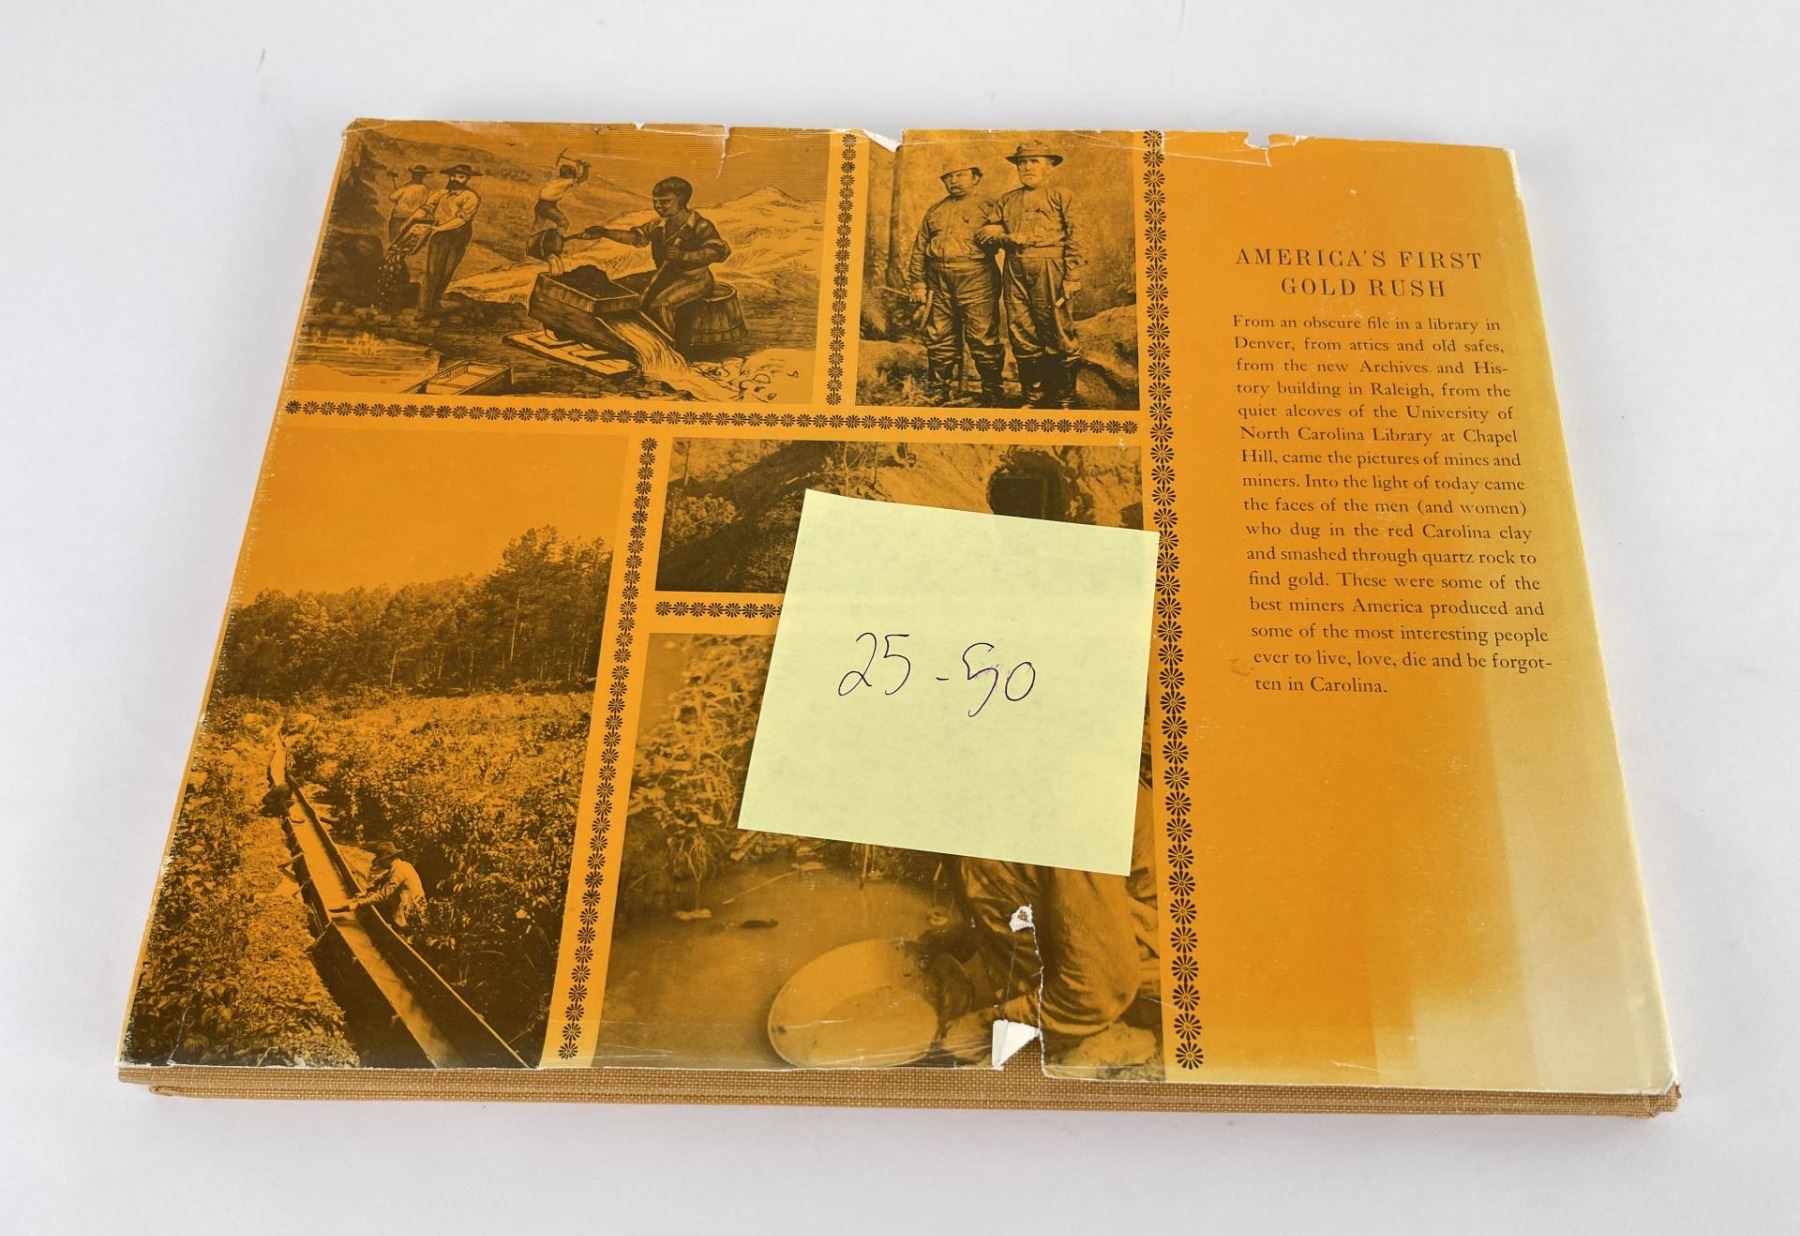 AMERICA'S FIRST
GOLD RUSH
From an obscure file in a library in
Denver, from attics and old safes,
from the new Archives and His-
tory building in Raleigh, from the
quiet alcoves of the University of
North Carolina Library at Chapel
Hill, came the pictures of mines and
miners. Into the light of today came
the faces of the men (and women)
who dug in the red Carolina clay
and smashed through quartz rock to
find gold. These were some of the
best miners America produced and
some of the most interesting people
ever to live, love, die and be forgot-
ten in Carolina.
25-50